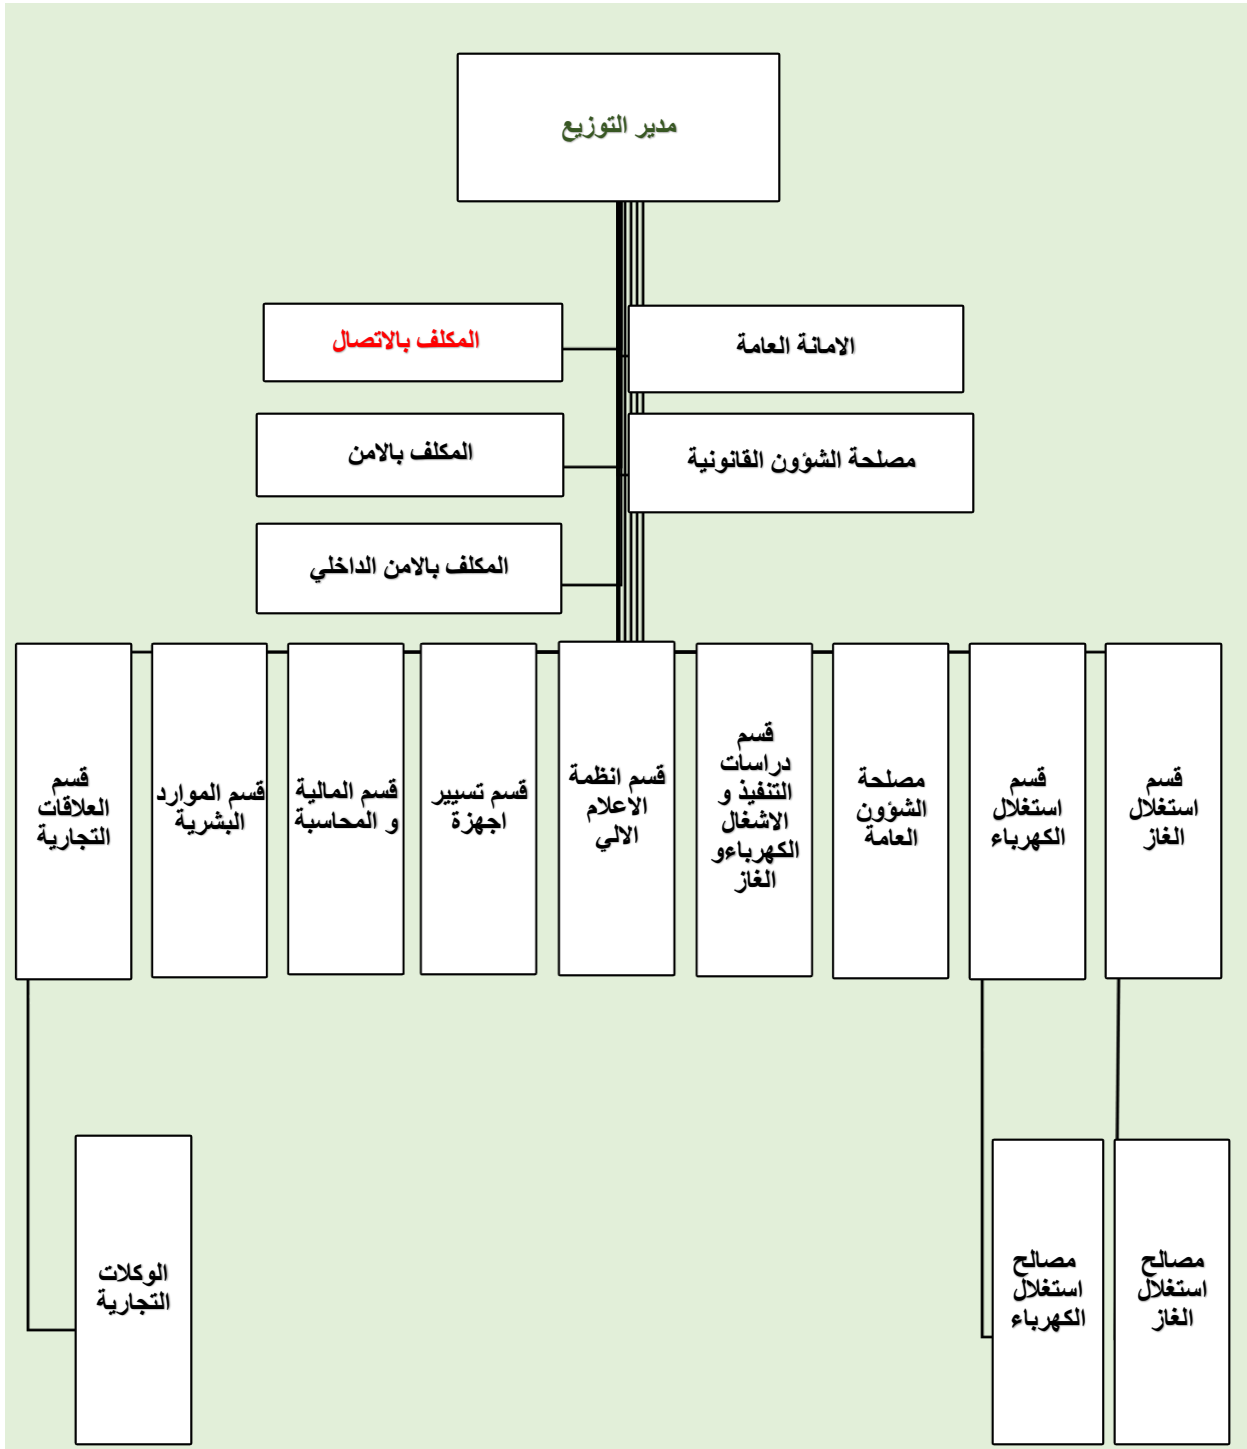 مدير التوزيع
الامانة العامة
المكلف بالاتصال
مصلحة الشؤون القانونية
المكلف بالامن
المكلف بالامن الداخلي
قسم
استغلال
الغاز
قسم
استغلال
الكهرباء
مصلحة
الشؤون
العامة
قسم
دراسات
التنفيذ و
الاشغال
الكهرباءو
الغاز
قسم انظمة
الاعلام
الالي
قسم تسيير
اجهزة
قسم المالية
و المحاسبة
قسم الموارد
البشرية
قسم
العلاقات
التجارية
مصالح
استغلال
الغاز
مصالح
استغلال
الكهرباء
الوكلات
التجارية